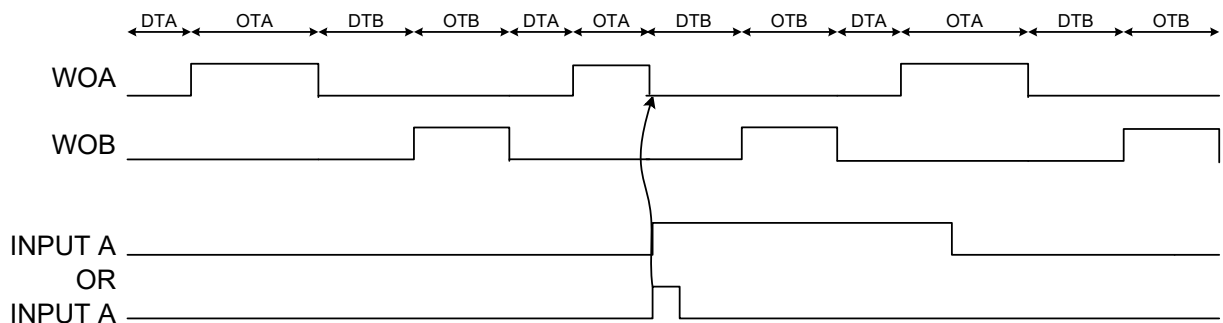 DTA OTA DTB OTB DTA OTA DTB OTB DTA OTA DTB OTB
WOA
WOB
INPUT A
OR
INPUT A